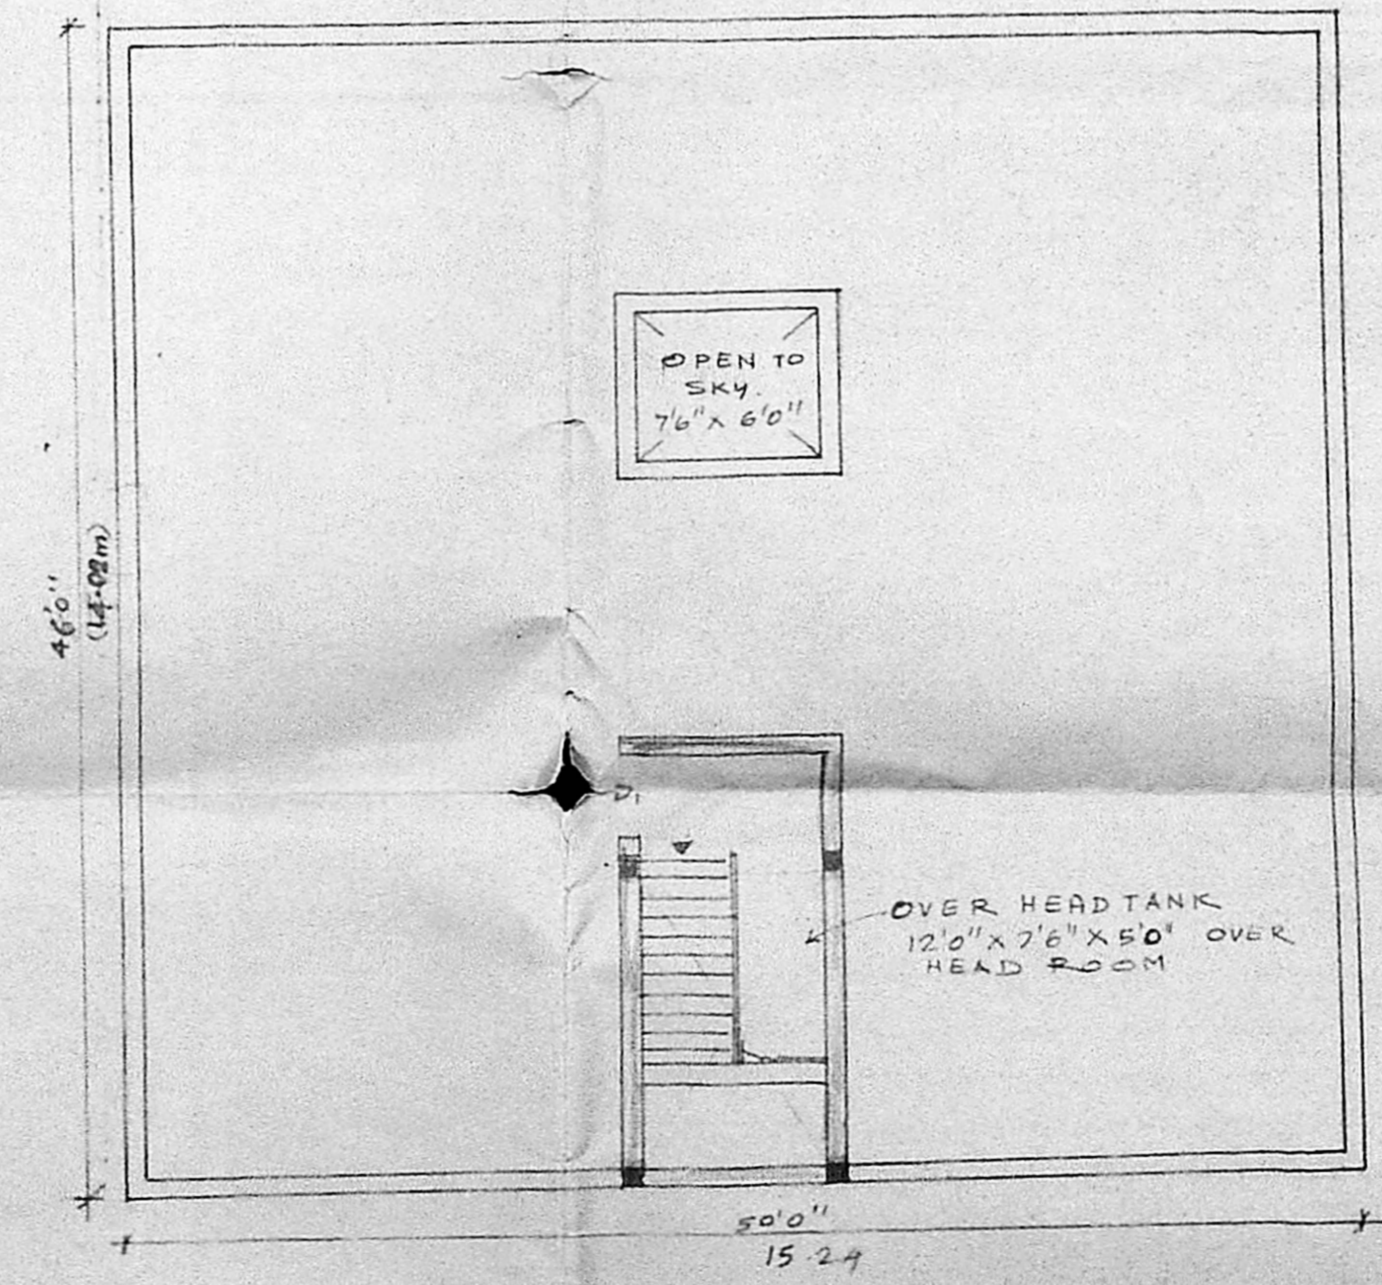 OPEN TO
SKY.
7'6" X 6'0"
46'0"
(14.02m)
D1
OVER HEAD TANK
12'0" X 7'6" X 5'0" OVER
HEAD ROOM
50'0"
15.24